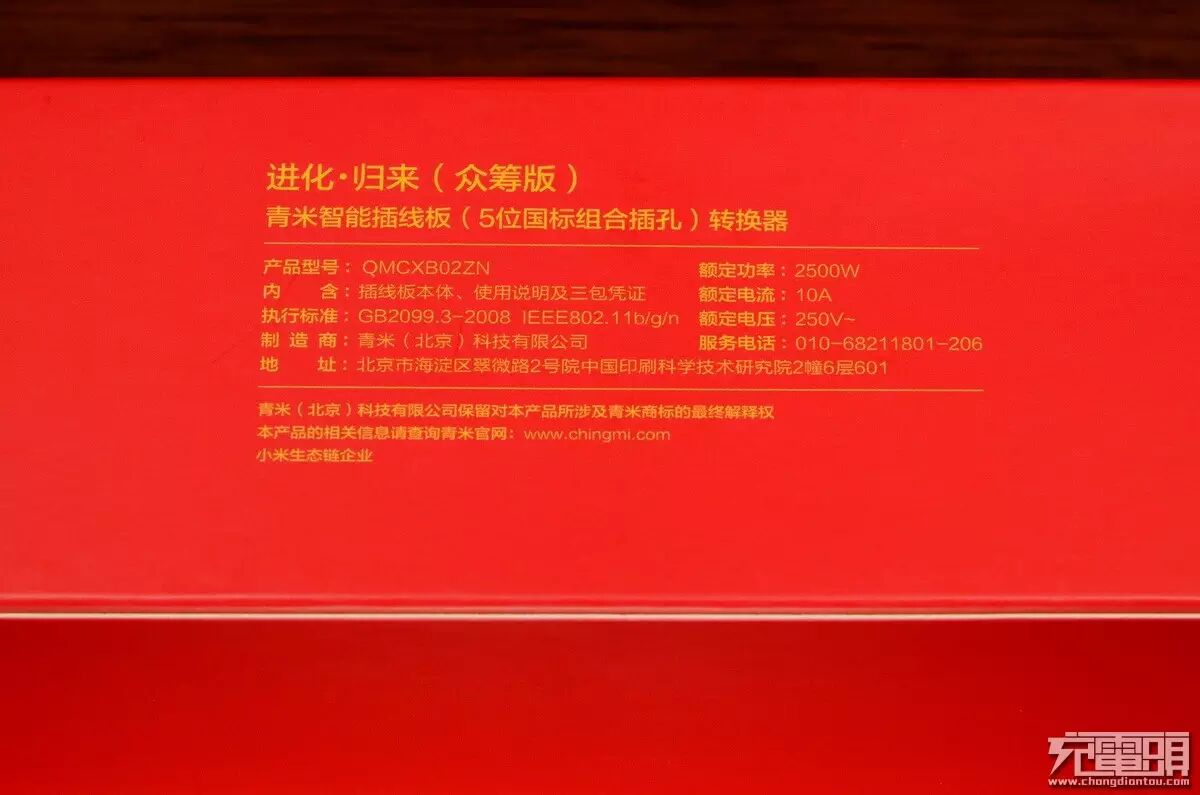 进化·归来（众筹版）
青米智能插线板（5位国标组合插孔）转换器
产品型号：QMCXB02ZN
额定功率：2500W
内 含：插线板本体、使用说明及三包凭证
额定电流：10A
执行标准：GB2099.3-2008 IEEE802.11b/g/n
额定电压：250V~
制 造 商：青米（北京）科技有限公司
服务电话：010-68211801-206
地 址：北京市海淀区翠微路2号院中国印刷科学技术研究院2幢6层601
青米（北京）科技有限公司保留对本产品所涉及青米商标的最终解释权
本产品的相关信息请查询青米官网：www.chingmi.com
小米生态链企业
充電頭
www.chongdiantou.com